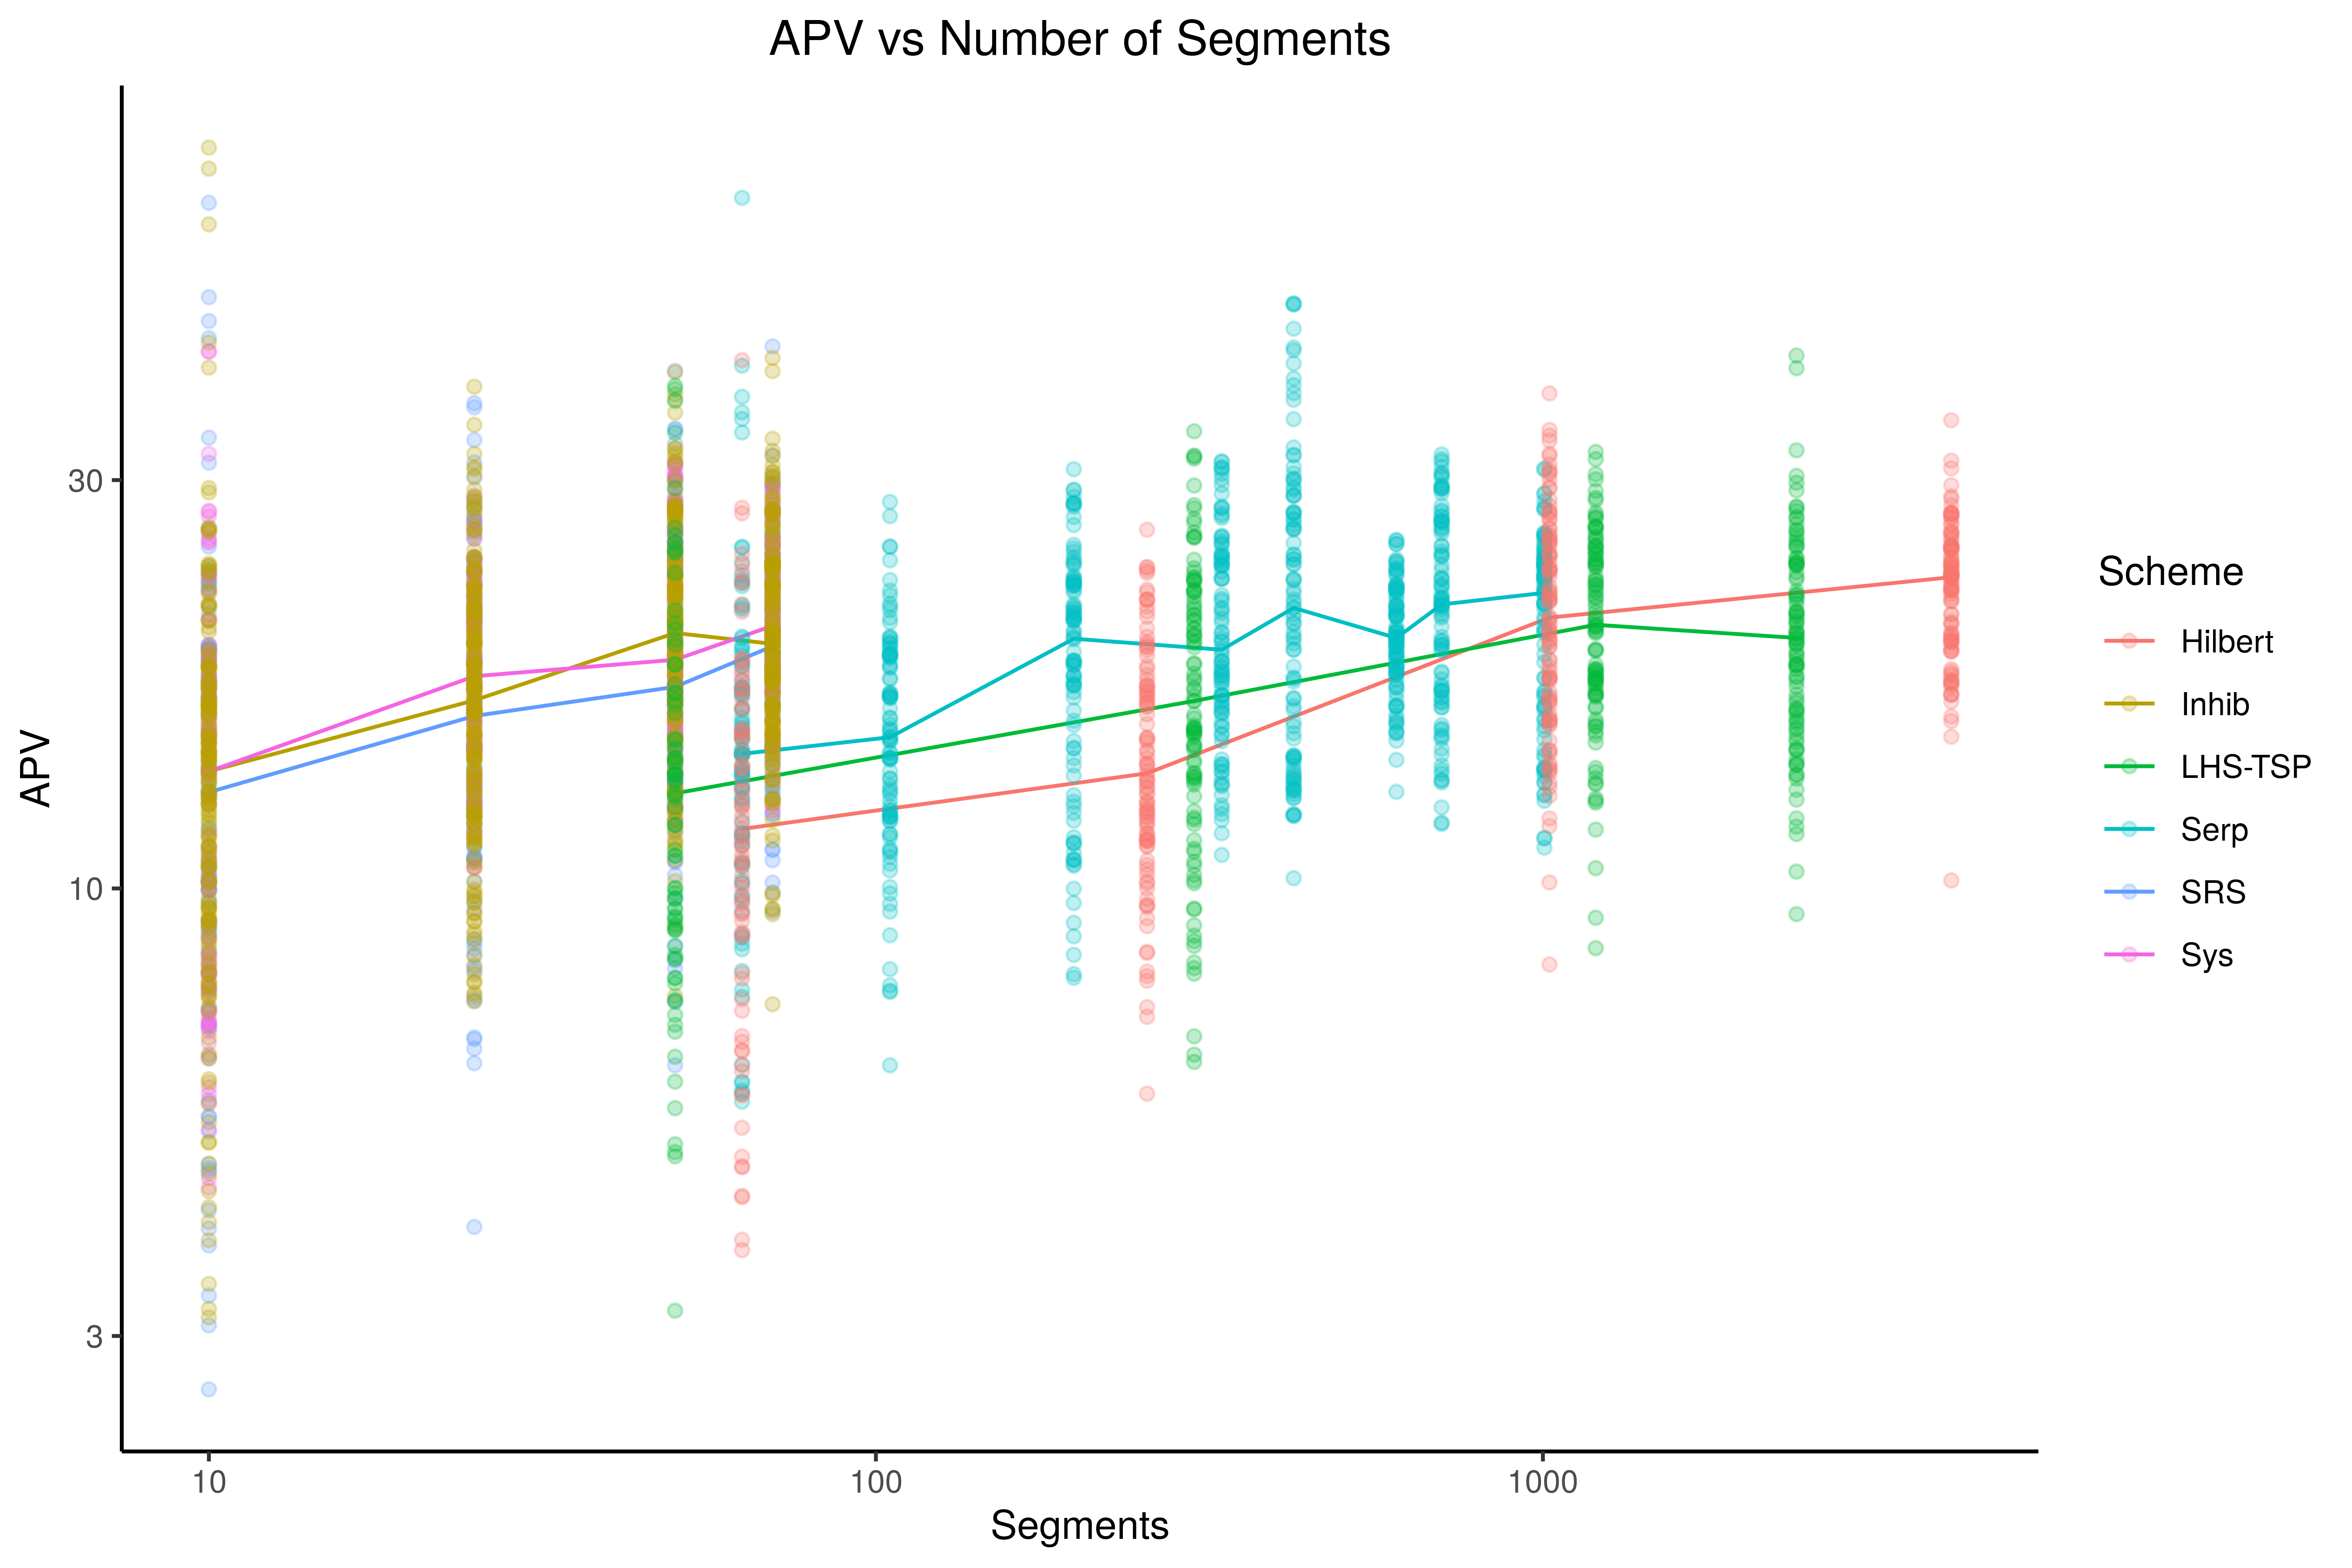 APV vs Number of Segments
APV
30
10
3
10
100
1000
Segments
Scheme
Hilbert
Inhib
LHS-TSP
Serp
SRS
Sys